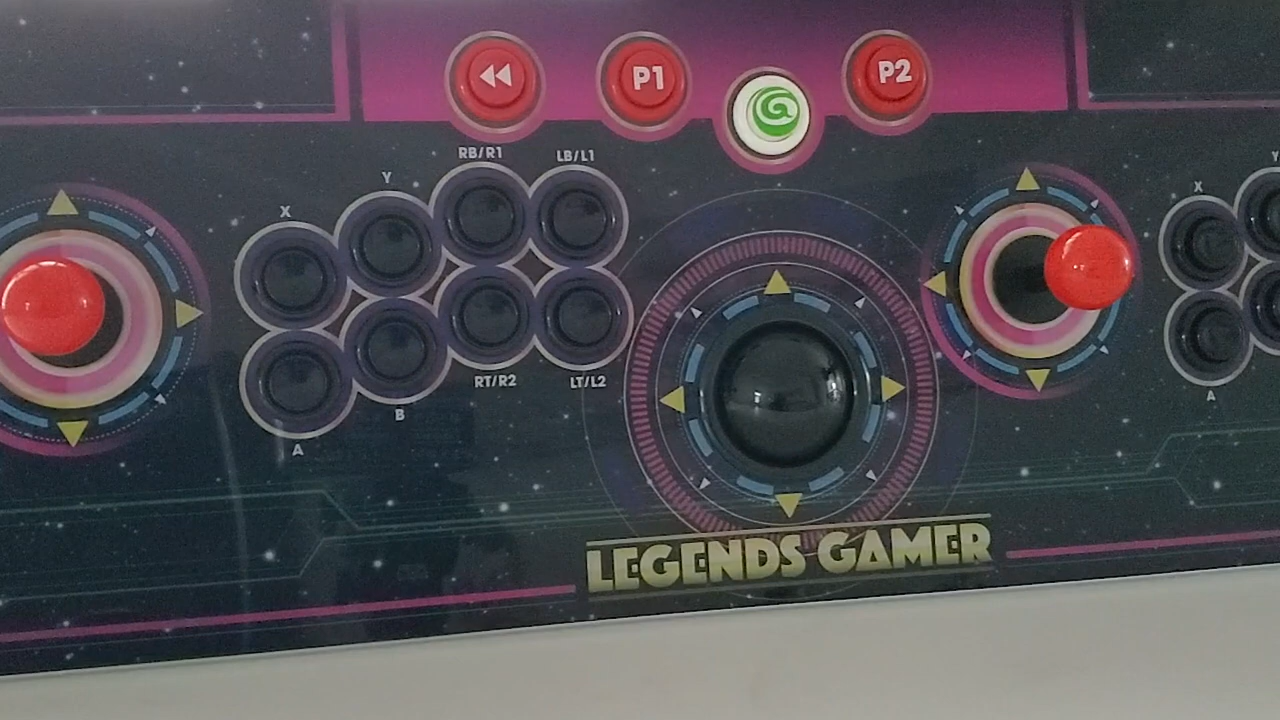 P1
P2
RB/R1
LB/L1
Y
X
Y
X
RT/R2
LT/L2
B
A
A
LEGENDS GAMER